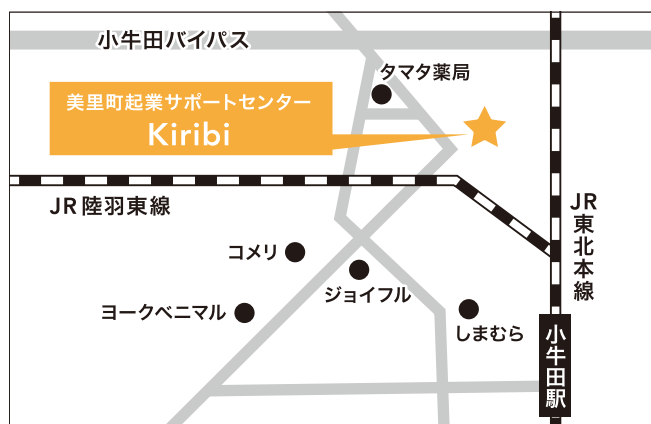 小牛田バイパス
タマタ薬局
美里町起業サポートセンター
Kiribi
JR陸羽東線
JR東北本線
コメリ
ジョイフル
ヨークベニマル
しまむら
小牛田駅